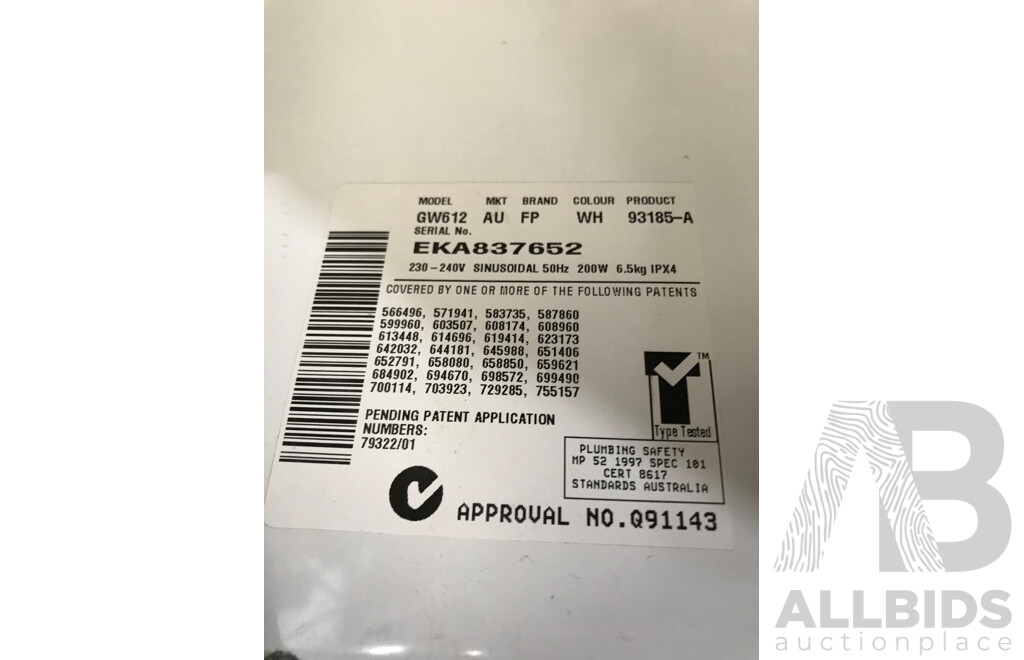 MODEL MKT BRAND COLOUR PRODUCT
GW612 AU FP WH 93185-A
SERIAL No.
EKA837652
230-240V SINUSOIDAL 50Hz 200W 6.5kg IPX4
COVERED BY ONE OR MORE OF THE FOLLOWING PATENTS
566496, 571941, 583735, 587860
599960, 603507, 608174, 608960
613448, 614696, 619414, 623173
642032, 644181, 645988, 651406
652791, 658080, 658850, 659621
684902, 694670, 698572, 699490
700114, 703923, 729285, 755157
PENDING PATENT APPLICATION
NUMBERS:
79322/01
TM
Type Tested
PLUMBING SAFETY
MP 52 1997 SPEC 101
CERT 8617
STANDARDS AUSTRALIA
APPROVAL NO.Q91143
AB
ALLBIDS
auctionplace